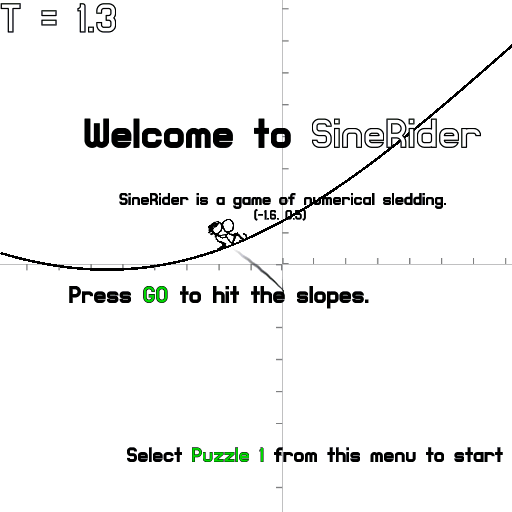 T = 1.3
Welcome to SineRider
SineRider is a game of numerical sledding.
(-1.6, 0.5)
Press GO to hit the slopes.
Select Puzzle 1 from this menu to start